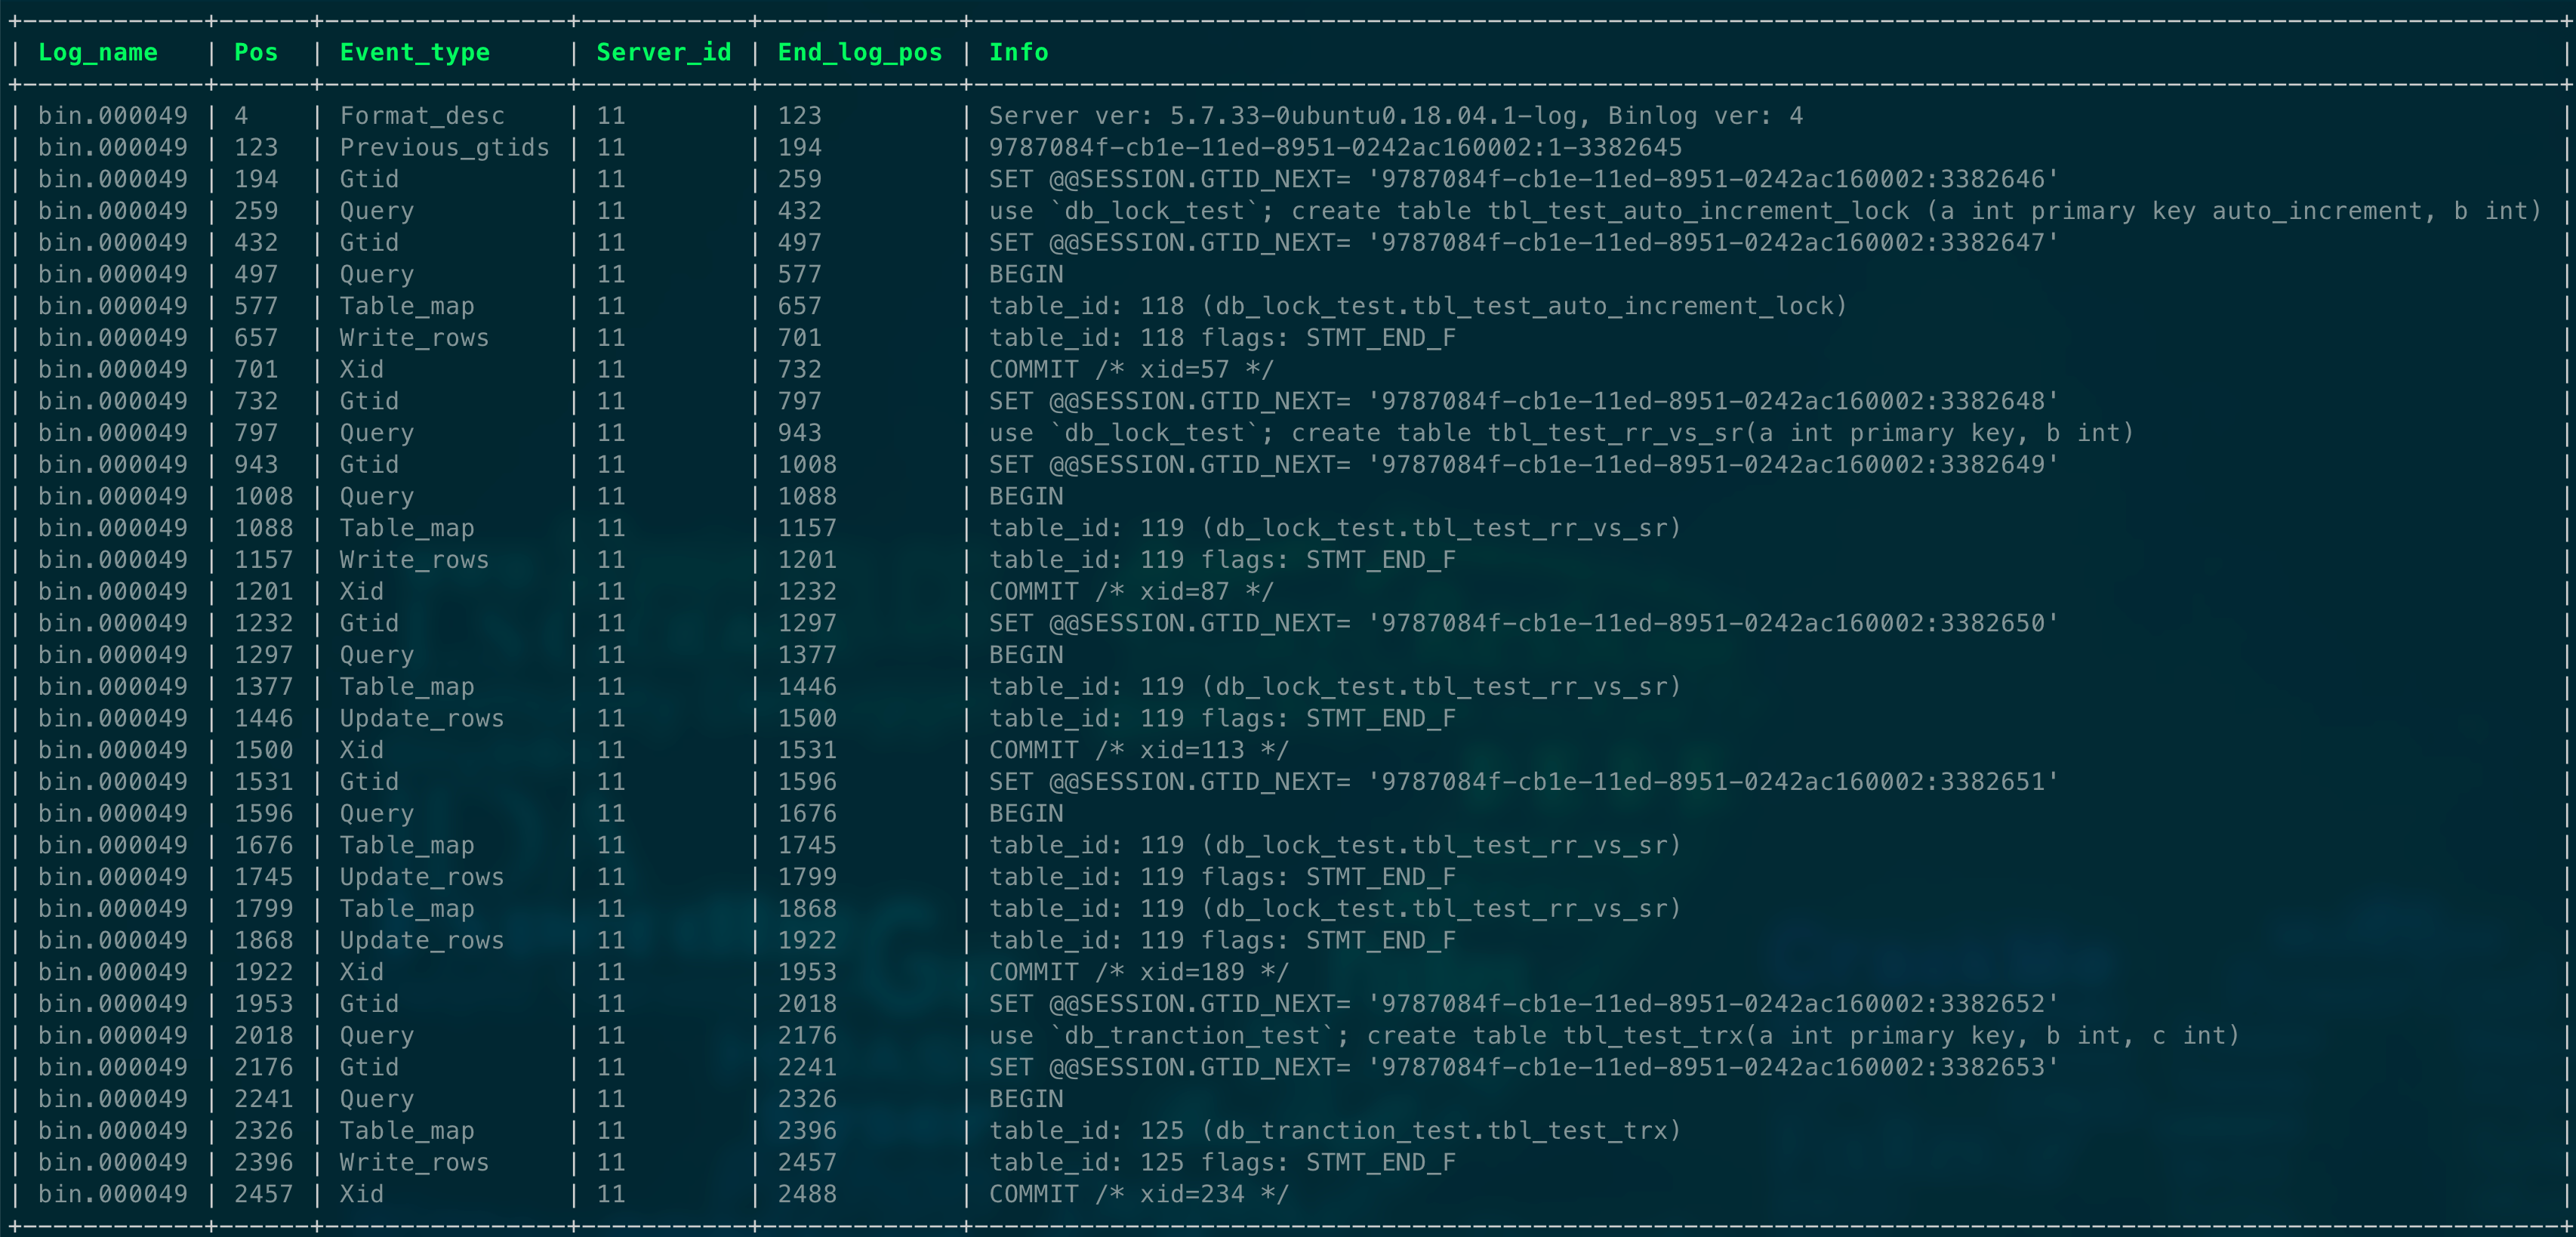 | Log_name | Pos | Event_type | Server_id | End_log_pos | Info |
| bin.000049 | 4 | Format_desc | 11 | 123 | Server ver: 5.7.33-0ubuntu0.18.04.1-log, Binlog ver: 4 |
| bin.000049 | 123 | Previous_gtids | 11 | 194 | 9787084f-cb1e-11ed-8951-0242ac160002:1-3382645 |
| bin.000049 | 194 | Gtid | 11 | 259 | SET @@SESSION.GTID_NEXT= '9787084f-cb1e-11ed-8951-0242ac160002:3382646' |
| bin.000049 | 259 | Query | 11 | 432 | use `db_lock_test`; create table tbl_test_auto_increment_lock (a int primary key auto_increment, b int) |
| bin.000049 | 432 | Gtid | 11 | 497 | SET @@SESSION.GTID_NEXT= '9787084f-cb1e-11ed-8951-0242ac160002:3382647' |
| bin.000049 | 497 | Query | 11 | 577 | BEGIN |
| bin.000049 | 577 | Table_map | 11 | 657 | table_id: 118 (db_lock_test.tbl_test_auto_increment_lock) |
| bin.000049 | 657 | Write_rows | 11 | 701 | table_id: 118 flags: STMT_END_F |
| bin.000049 | 701 | Xid | 11 | 732 | COMMIT /* xid=57 */ |
| bin.000049 | 732 | Gtid | 11 | 797 | SET @@SESSION.GTID_NEXT= '9787084f-cb1e-11ed-8951-0242ac160002:3382648' |
| bin.000049 | 797 | Query | 11 | 943 | use `db_lock_test`; create table tbl_test_rr_vs_sr(a int primary key, b int) |
| bin.000049 | 943 | Gtid | 11 | 1008 | SET @@SESSION.GTID_NEXT= '9787084f-cb1e-11ed-8951-0242ac160002:3382649' |
| bin.000049 | 1008 | Query | 11 | 1088 | BEGIN |
| bin.000049 | 1088 | Table_map | 11 | 1157 | table_id: 119 (db_lock_test.tbl_test_rr_vs_sr) |
| bin.000049 | 1157 | Write_rows | 11 | 1201 | table_id: 119 flags: STMT_END_F |
| bin.000049 | 1201 | Xid | 11 | 1232 | COMMIT /* xid=87 */ |
| bin.000049 | 1232 | Gtid | 11 | 1297 | SET @@SESSION.GTID_NEXT= '9787084f-cb1e-11ed-8951-0242ac160002:3382650' |
| bin.000049 | 1297 | Query | 11 | 1377 | BEGIN |
| bin.000049 | 1377 | Table_map | 11 | 1446 | table_id: 119 (db_lock_test.tbl_test_rr_vs_sr) |
| bin.000049 | 1446 | Update_rows | 11 | 1500 | table_id: 119 flags: STMT_END_F |
| bin.000049 | 1500 | Xid | 11 | 1531 | COMMIT /* xid=113 */ |
| bin.000049 | 1531 | Gtid | 11 | 1596 | SET @@SESSION.GTID_NEXT= '9787084f-cb1e-11ed-8951-0242ac160002:3382651' |
| bin.000049 | 1596 | Query | 11 | 1676 | BEGIN |
| bin.000049 | 1676 | Table_map | 11 | 1745 | table_id: 119 (db_lock_test.tbl_test_rr_vs_sr) |
| bin.000049 | 1745 | Update_rows | 11 | 1799 | table_id: 119 flags: STMT_END_F |
| bin.000049 | 1799 | Table_map | 11 | 1868 | table_id: 119 (db_lock_test.tbl_test_rr_vs_sr) |
| bin.000049 | 1868 | Update_rows | 11 | 1922 | table_id: 119 flags: STMT_END_F |
| bin.000049 | 1922 | Xid | 11 | 1953 | COMMIT /* xid=189 */ |
| bin.000049 | 1953 | Gtid | 11 | 2018 | SET @@SESSION.GTID_NEXT= '9787084f-cb1e-11ed-8951-0242ac160002:3382652' |
| bin.000049 | 2018 | Query | 11 | 2176 | use `db_tranction_test`; create table tbl_test_trx(a int primary key, b int, c int) |
| bin.000049 | 2176 | Gtid | 11 | 2241 | SET @@SESSION.GTID_NEXT= '9787084f-cb1e-11ed-8951-0242ac160002:3382653' |
| bin.000049 | 2241 | Query | 11 | 2326 | BEGIN |
| bin.000049 | 2326 | Table_map | 11 | 2396 | table_id: 125 (db_tranction_test.tbl_test_trx) |
| bin.000049 | 2396 | Write_rows | 11 | 2457 | table_id: 125 flags: STMT_END_F |
| bin.000049 | 2457 | Xid | 11 | 2488 | COMMIT /* xid=234 */ |